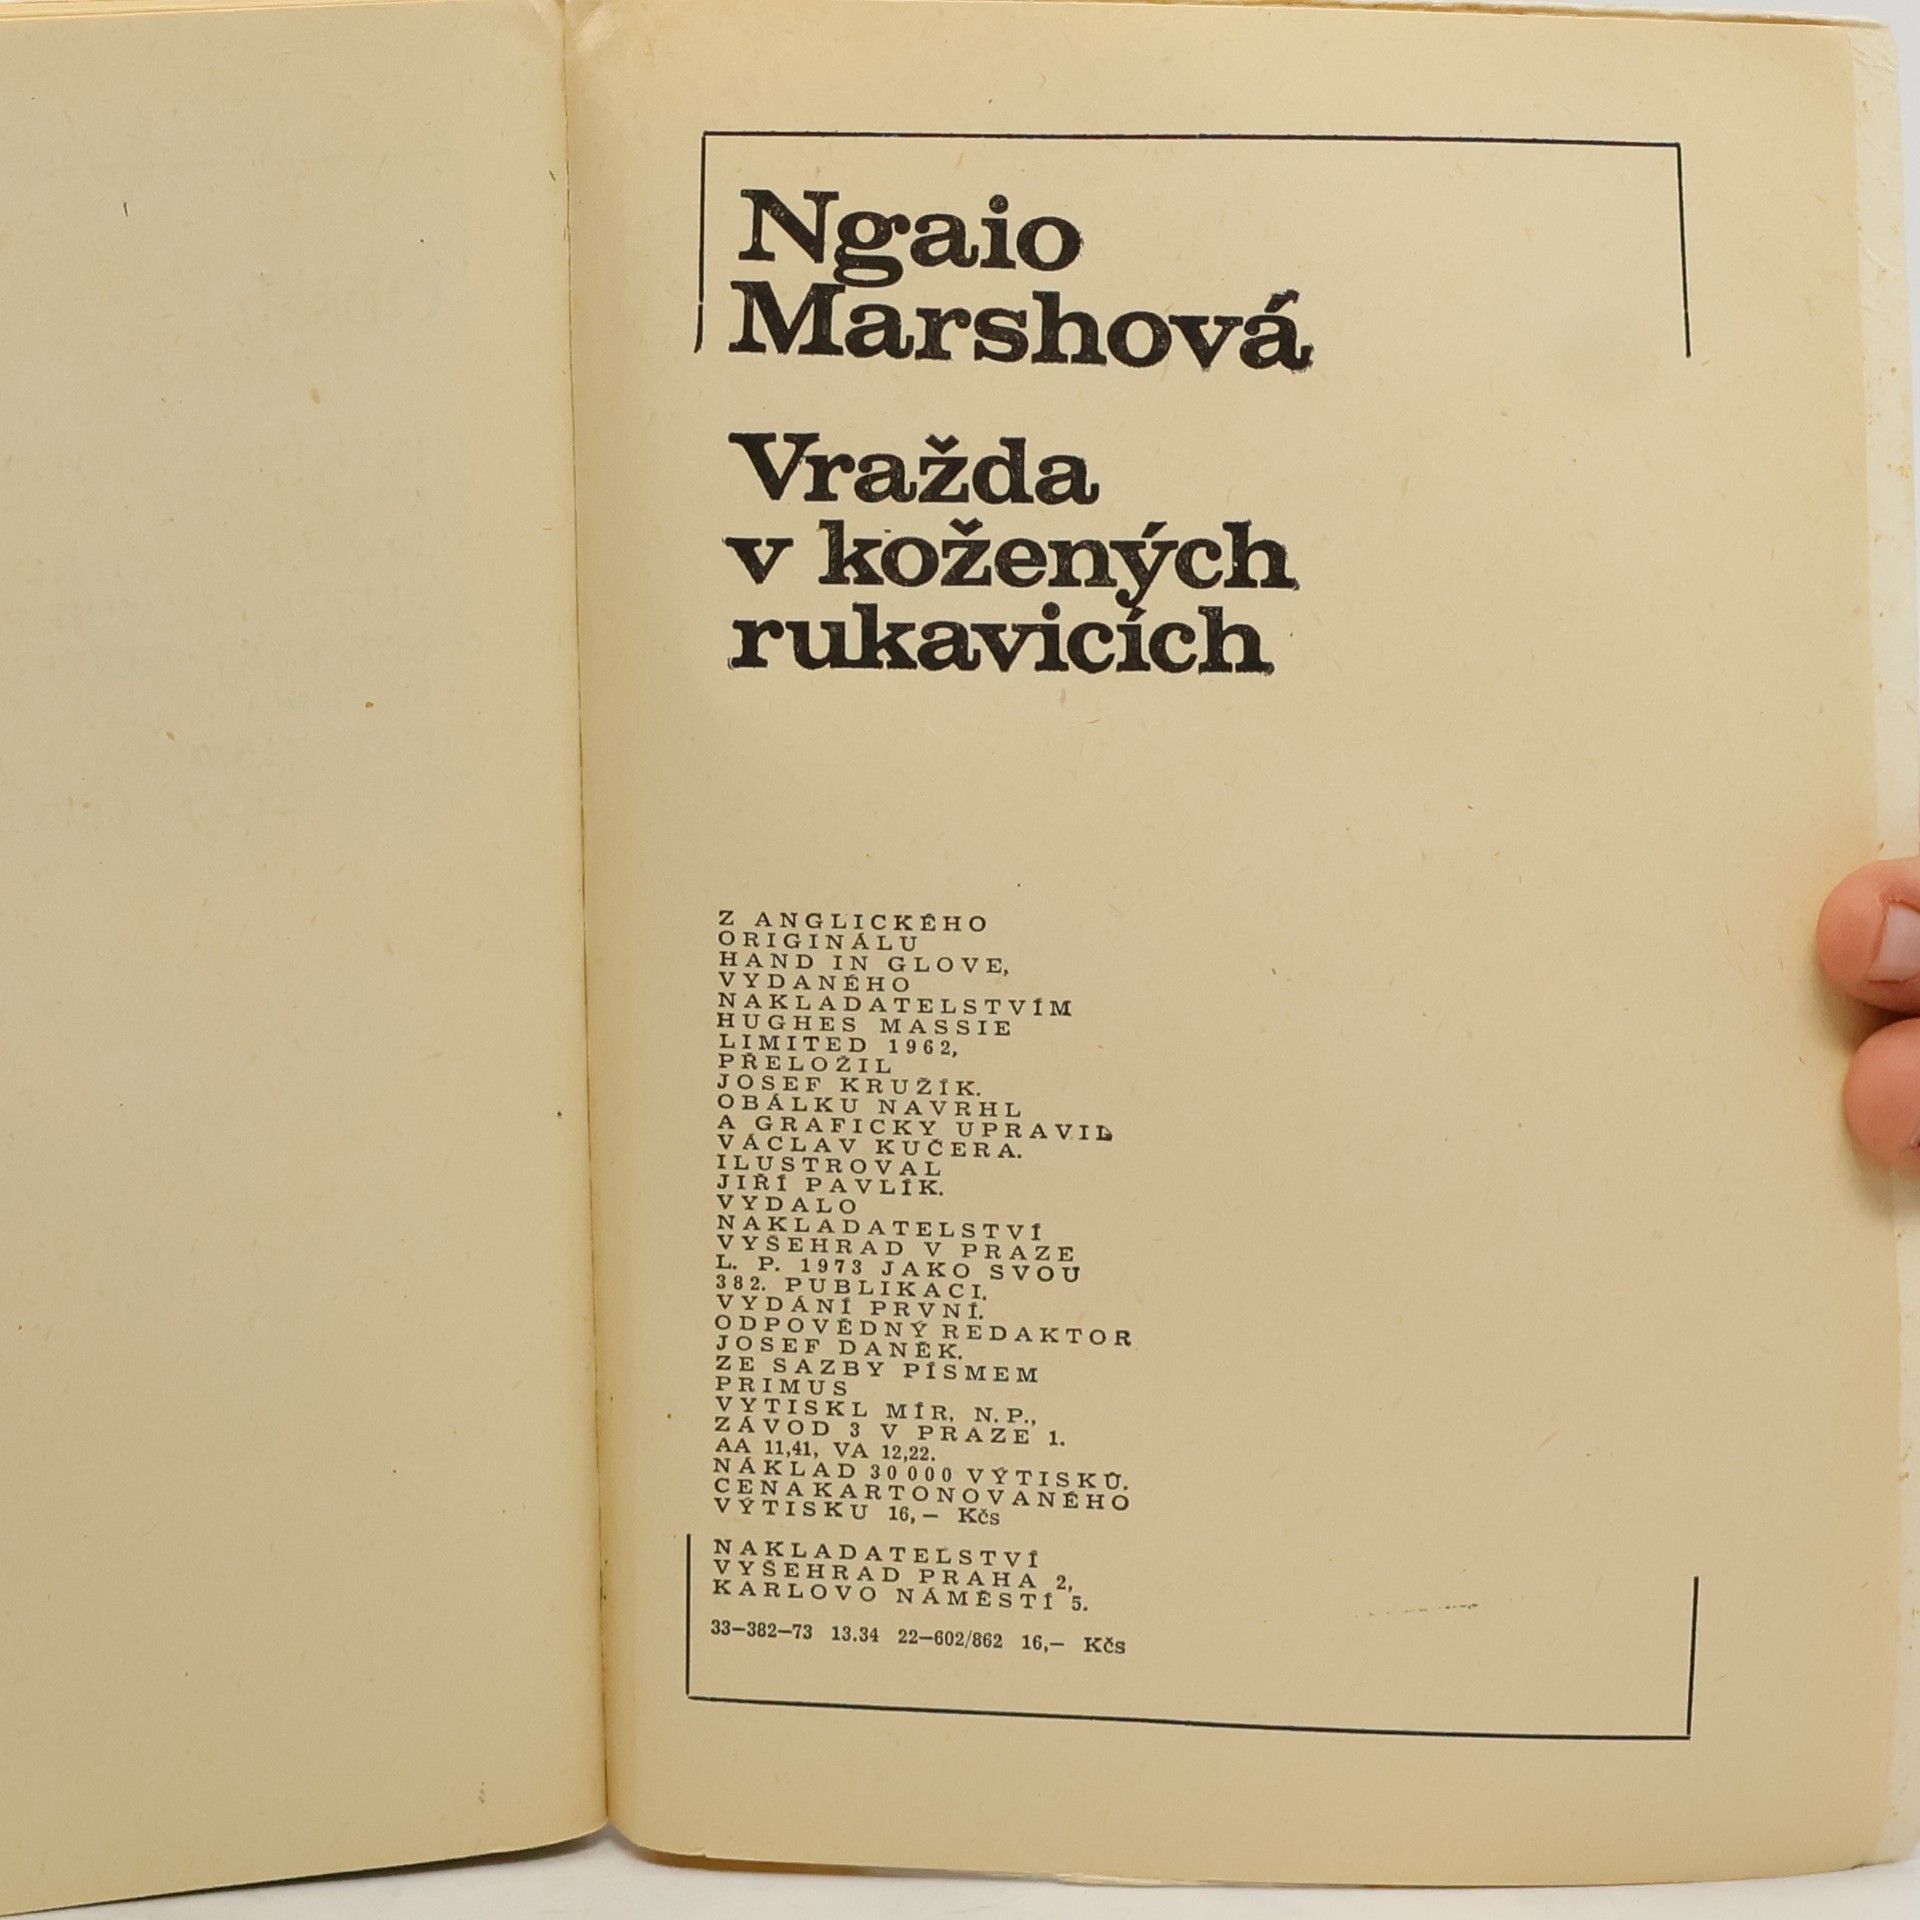 Ngaio
Marshová
Vražda
v kožených
rukavicích
Z ANGLICKÉHO
ORIGINÁLU
HAND IN GLOVE,
VYDANÉHO
NAKLADATELSTVÍM
HUGHES MASSIE
LIMITED 1962,
PŘELOŽIL
JOSEF KRUŽÍK.
OBÁLKU NAVRHL
A GRAFICKY UPRAVIL
VÁCLAV KUČERA.
ILUSTROVAL
JIŘÍ PAVLÍK.
VYDALO
NAKLADATELSTVÍ
VYŠEHRAD V PRAZE
L. P. 1973 JAKO SVOU
382. PUBLIKACI.
VYDÁNÍ PRVNÍ.
ODPOVĚDNÝ REDAKTOR
JOSEF DANĚK.
ZE SAZBY PÍSMEM
PRIMUS
VYTISKL MÍR, N. P.,
ZÁVOD 3 V PRAZE 1.
AA 11,41, VA 12,22.
NÁKLAD 30 000 VÝTISKŮ.
CENA KARTONOVANÉHO
VÝTISKU 16,— Kčs
NAKLADATELSTVÍ
VYŠEHRAD PRAHA 2,
KARLOVO NÁMĚSTÍ 5.
33—382—73 13.34 22—602/862 16,— Kčs